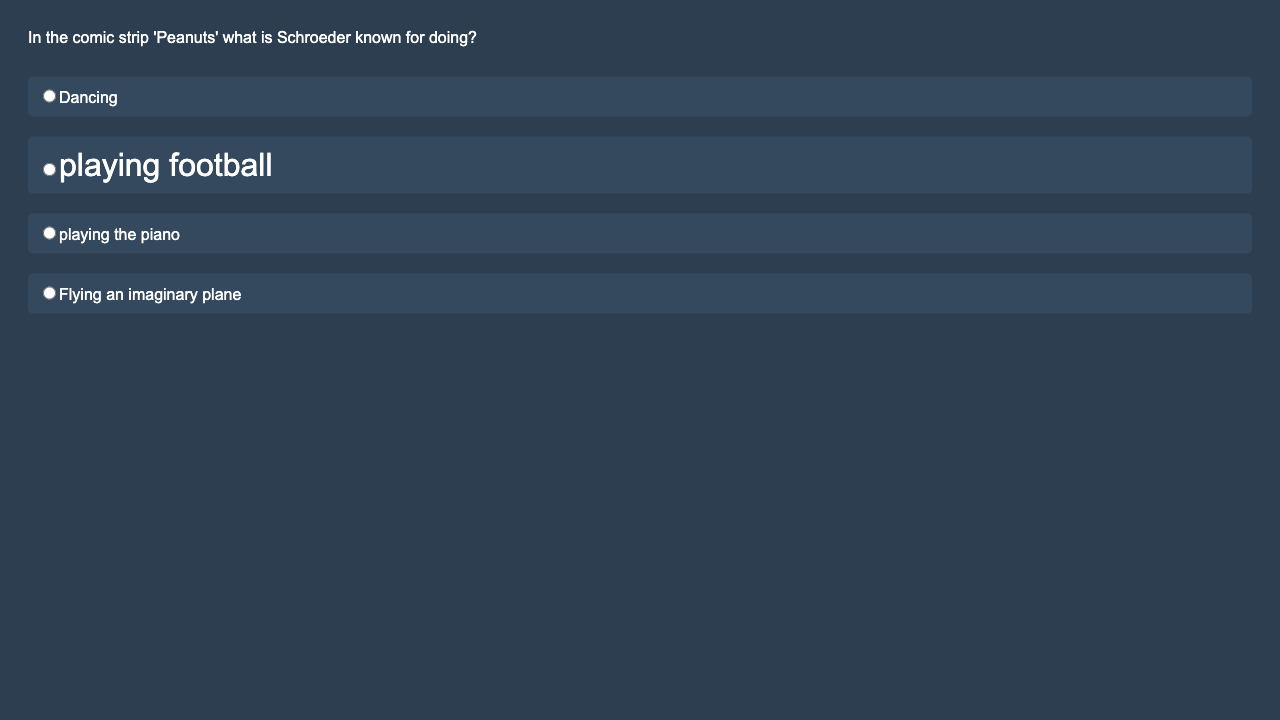 In the comic strip 'Peanuts' what is Schroeder known for doing?
Dancing
playing football
playing the piano
Flying an imaginary plane